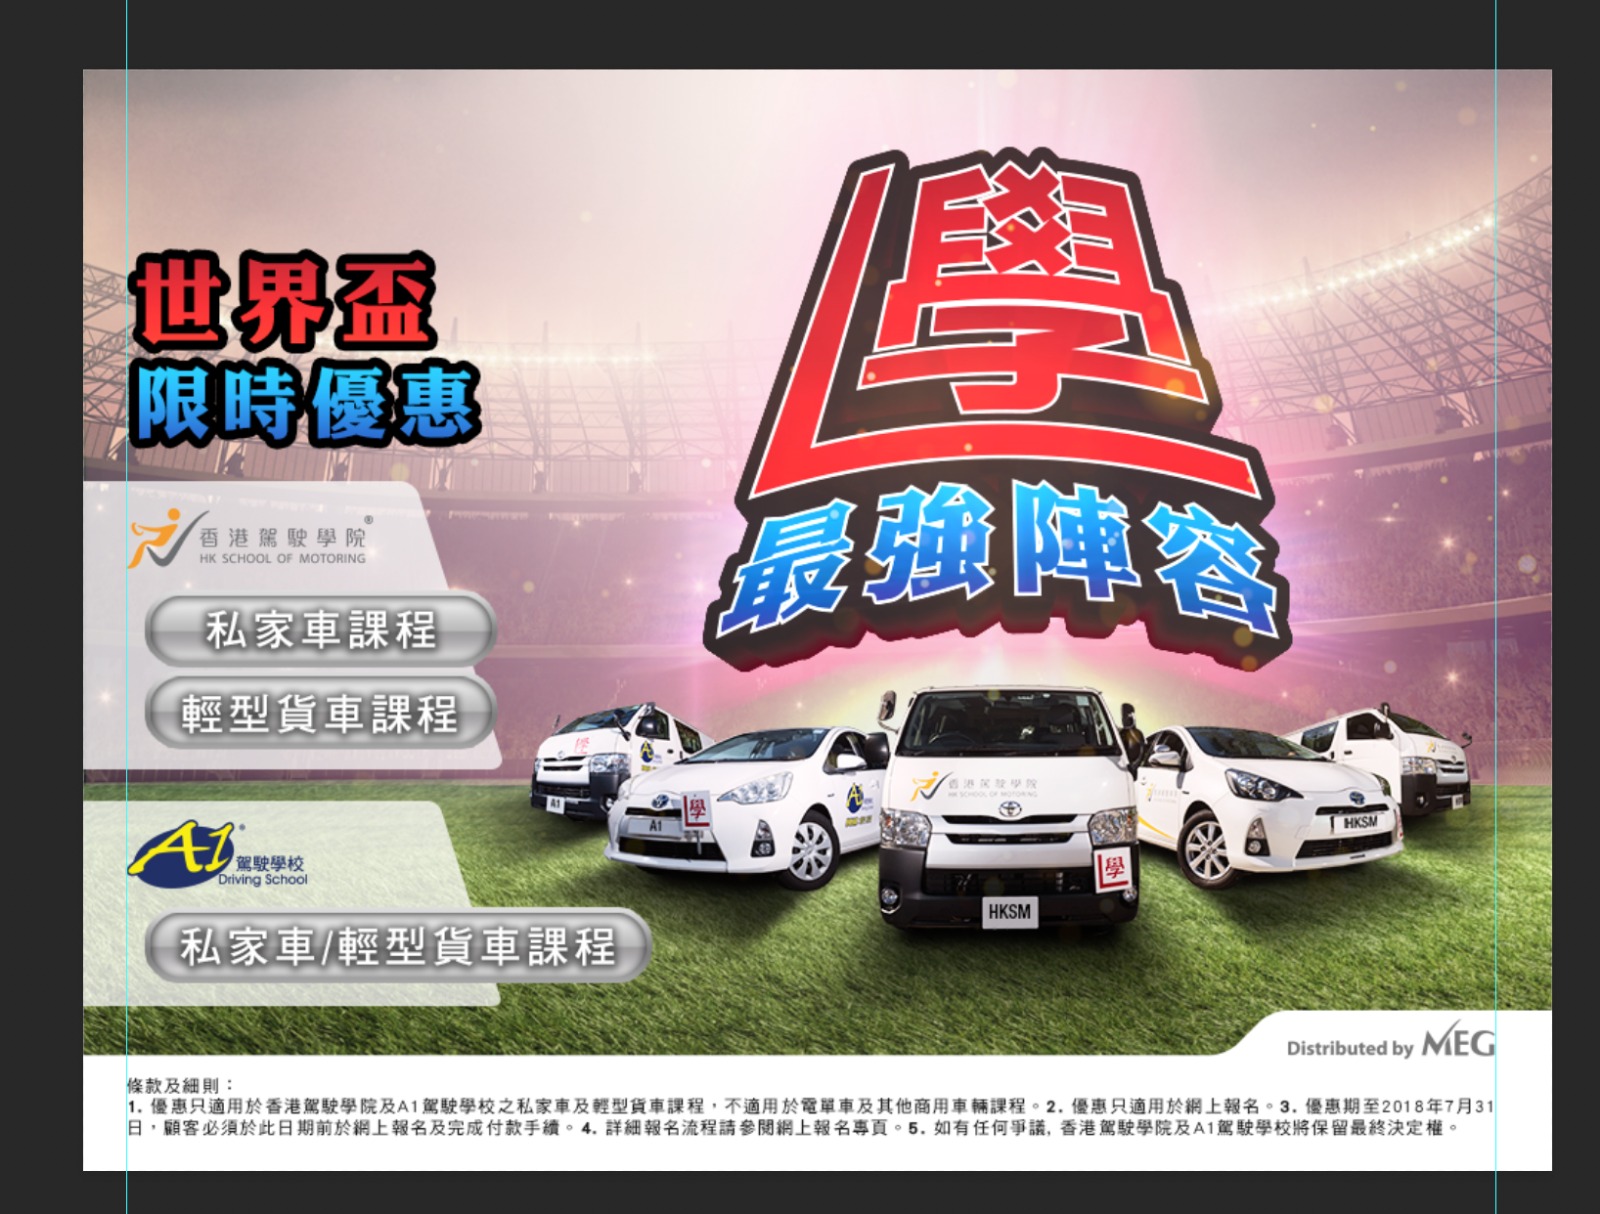 世界盃
限時優惠
學
最強陣容
香港駕駛學院®
HK SCHOOL OF MOTORING
私家車課程
輕型貨車課程
A1® 駕駛學校
Driving School
私家車/輕型貨車課程
A1
學
A1
A1
香港駕駛學院
HK SCHOOL OF MOTORING
學
HKSM
HKSM
Distributed by MEG
條款及細則：
1. 優惠只適用於香港駕駛學院及A1駕駛學校之私家車及輕型貨車課程，不適用於電單車及其他商用車輛課程。2. 優惠只適用於網上報名。3. 優惠期至2018年7月31
日，顧客必須於此日期前於網上報名及完成付款手續。4. 詳細報名流程請參閱網上報名專頁。5. 如有任何爭議, 香港駕駛學院及A1駕駛學校將保留最終決定權。